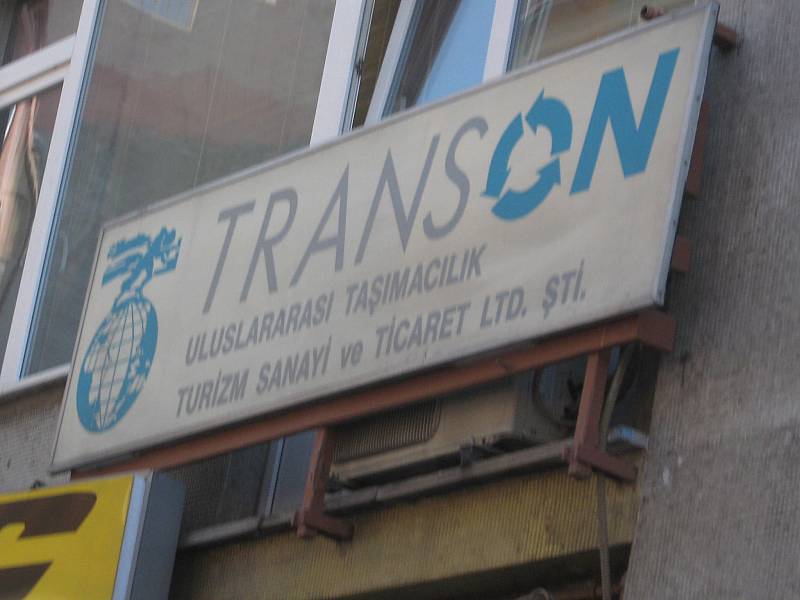 TRANSON
ULUSLARARASI TAŞIMACILIK
TURİZM SANAYİ ve TİCARET LTD. ŞTİ.